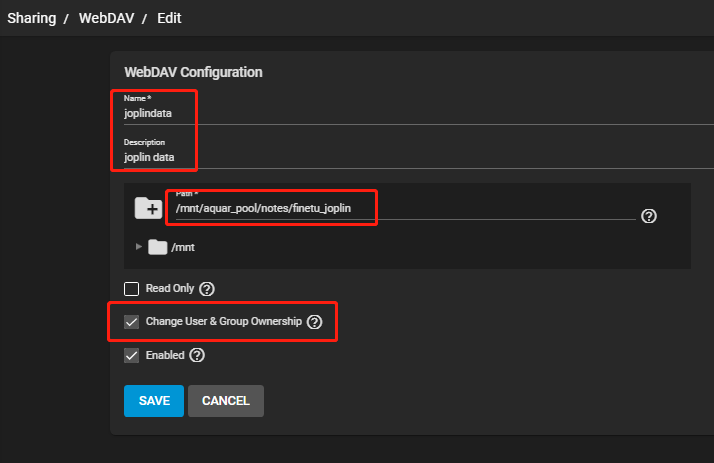 Sharing / WebDAV / Edit
WebDAV Configuration
Name *
joplindata
Description
joplin data
Path *
/mnt/aquar_pool/notes/finetu_joplin
/mnt
Read Only
Change User & Group Ownership
Enabled
SAVE CANCEL